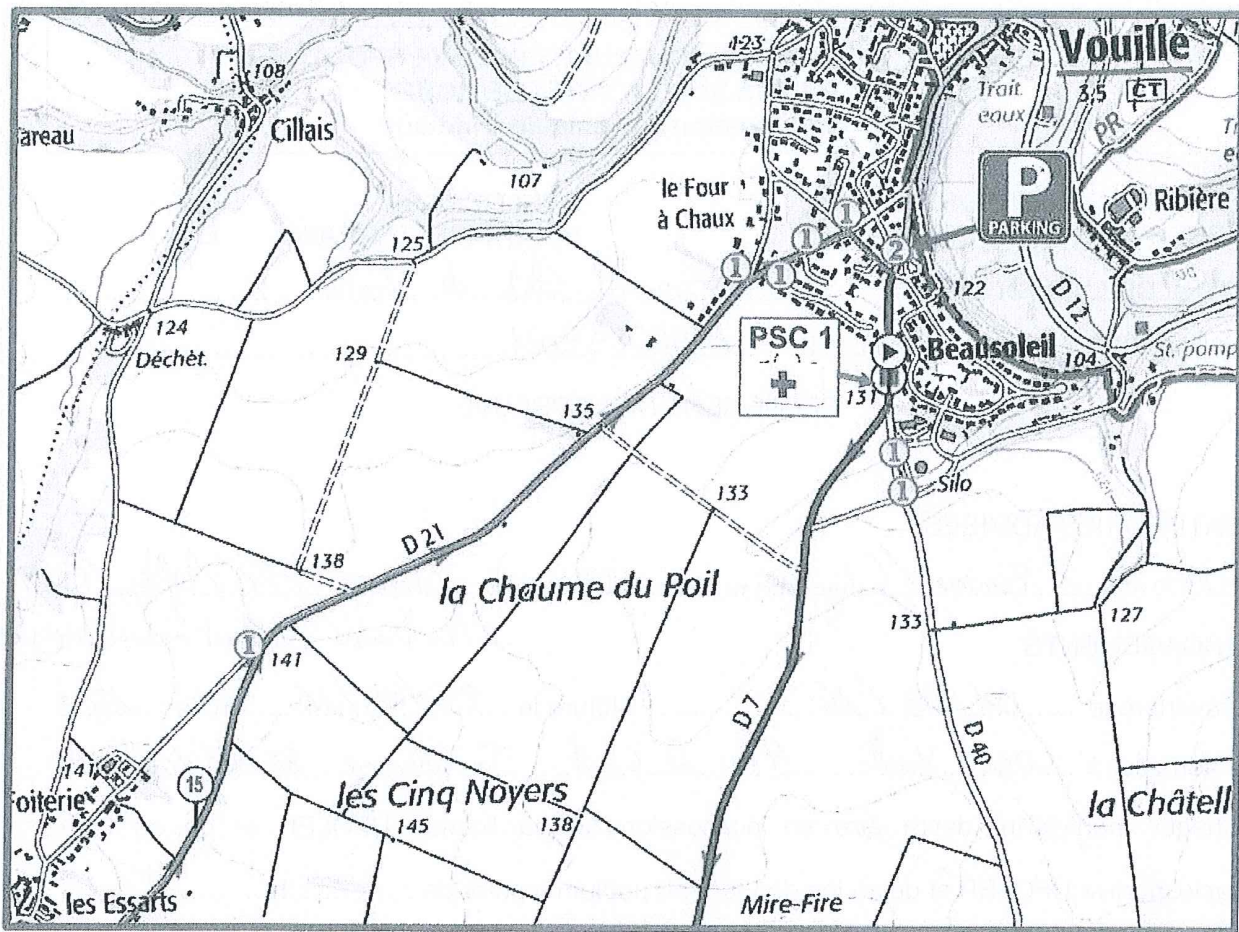 108
areau
Cillais
123
Vouillé
Trait.
eaux
3,5 CT
PR
107
le Four
à Chaux
P
PARKING
Ribière
1
1
1
1
2
125
122
D 12
124
Déchèt.
129
PSC 1
Beausoleil
104
St. pomp
131
135
133
1
1
Silo
D 21
138
la Chaume du Poil
127
133
1
141
D 7
D 40
141
oiterie
15
les Cinq Noyers
145
138
la Châtell
les Essarts
Mire-Fire